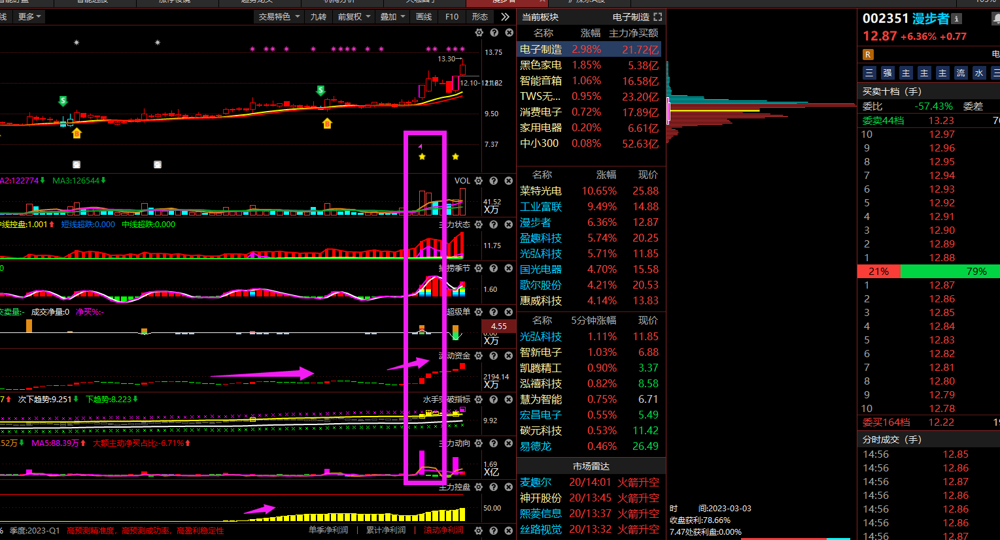 漫步者
105%
线 更多 交易特色 九转 前复权 叠加 画线 F10 形态
13.75
13.30
12.10
11.82
S
S
9.50
B
B
7.37
MA2:122774 MA3:126544 VOL
41.52
X万
中线控盘:1.001 短线超跌:0.000 中线超跌:0.000 主力状态
11.75
0 捞季节
1.60
交卖量:- 成交净量:0 净买%:- 超级单
4.55
0.00
X万
流动资金
2194.14
X万
7 次下趋势:9.251 下趋势:8.223 水手突破指标
9.92
.52万 MA5:88.39万 大额主动净买占比:-6.71% 主力动向
1.69
X亿
主力控盘
50.00
% 季度:2023-Q1 高预测精准度，高预测成功率，高盈利稳定性 单季净利润 累计净利润 滚动净利润
当前板块 电子制造
名称 涨幅 主力净买额
电子制造 2.98% 21.72亿
黑色家电 1.85% 5.38亿
智能音箱 1.06% 16.58亿
TWS无... 0.95% 23.20亿
消费电子 0.72% 17.89亿
家用电器 0.20% 6.61亿
中小300 0.08% 52.63亿
名称 涨幅 现价
莱特光电 10.65% 25.88
工业富联 9.49% 14.88
漫步者 6.36% 12.87
盈趣科技 5.74% 20.25
光弘科技 5.71% 11.85
国光电器 4.70% 15.58
歌尔股份 4.21% 20.53
惠威科技 4.14% 13.83
名称 5分钟涨幅 现价
光弘科技 1.11% 11.85
智新电子 1.03% 6.88
凯腾精工 0.90% 3.37
泓禧科技 0.82% 8.58
慧为智能 0.75% 6.71
宏昌电子 0.55% 5.49
碳元科技 0.53% 11.42
易德龙 0.46% 26.49
市场雷达
麦趣尔 20/14:01 火箭升空
神开股份 20/13:45 火箭升空
熙菱信息 20/13:37 火箭升空
丝路视觉 20/13:32 火箭升空
时 间:2023-03-03
收盘获利:78.66%
7.47处获利盘:0.00%
002351 漫步者
12.87 +6.36% +0.77
R 电
三 强 主 主 主 流 水 三
买卖十档（手）
委比 -57.43% 委差
委卖44档 13.23
10 12.97
9 12.96
8 12.95
7 12.94
6 12.93
5 12.92
4 12.91
3 12.90
2 12.89
1 12.88
21% 79%
1 12.87
2 12.86
3 12.85
4 12.84
5 12.83
6 12.82
7 12.81
8 12.80
9 12.79
10 12.78
委买164档 12.22
分时成交（手）
14:56 12.85
14:56 12.86
14:56 12.87
14:56 12.86
14:56 12.86
14:56 12.86
14:56 12.87